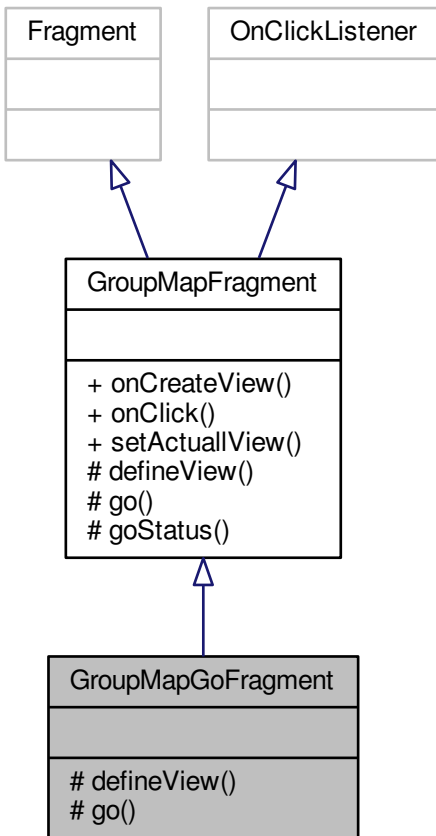 Fragment
OnClickListener
GroupMapFragment
+ onCreateView()
+ onClick()
+ setActuallView()
# defineView()
# go()
# goStatus()
GroupMapGoFragment
# defineView()
# go()